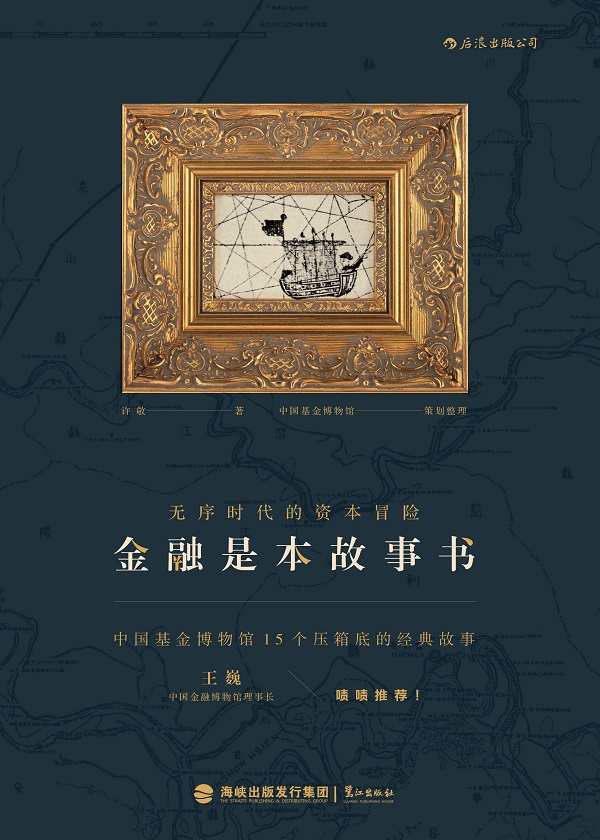 后浪出版公司
许敬 著 中国基金博物馆 策划整理
无序时代的资本冒险
金融是本故事书
中国基金博物馆15个压箱底的经典故事
王巍
中国金融博物馆理事长
啧啧推荐！
海峡出版发行集团 鹭江出版社
THE STRAITS PUBLISHING & DISTRIBUTING GROUP LUJIANG PUBLISHING HOUSE